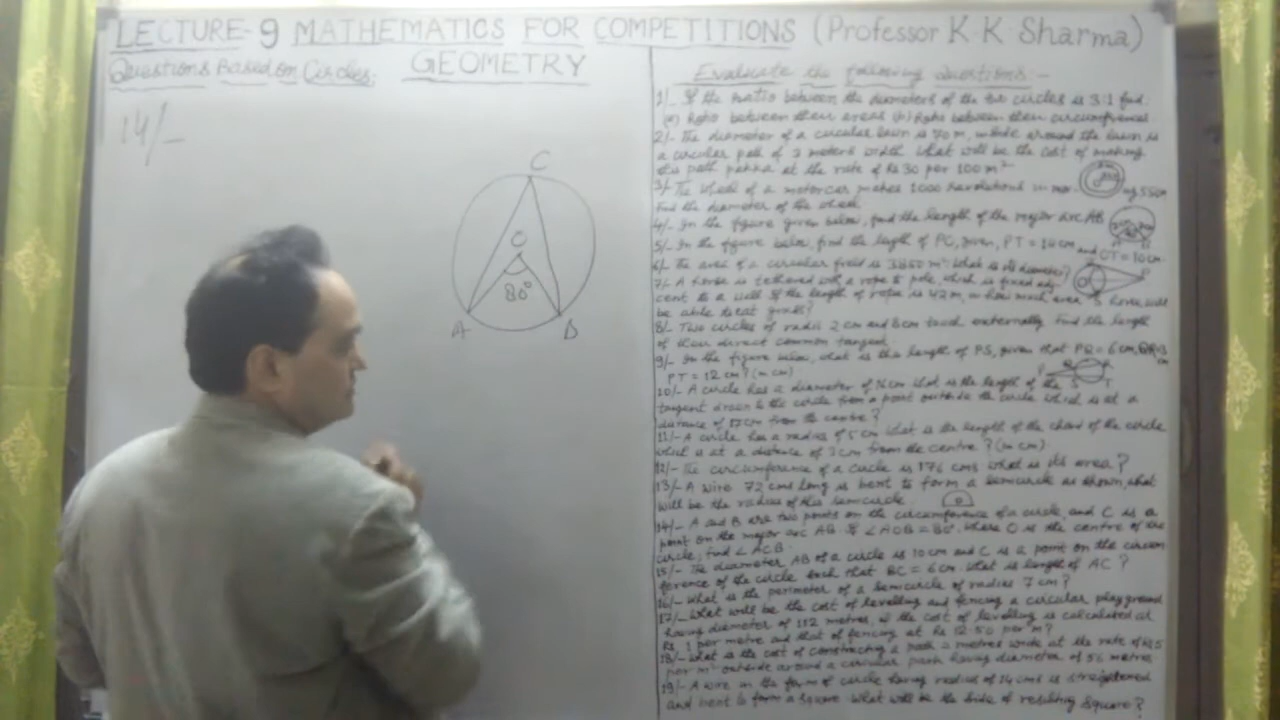 LECTURE-9 MATHEMATICS FOR COMPETITIONS (Professor K.K. Sharma)
Questions Based on Circles: GEOMETRY
14/-
C
O
80°
A B
Evaluate the following Questions:-
1/- If the ratio between the diameters of the two circles is 3:1 find
(a) Ratio between their areas (b) Ratio between their circumferences
2/- The diameter of a circular lawn is 70 m, outside around the lawn is
a circular path of 7 meters width what will be the cost of making
this path pakka at the rate of Rs 30 per 100 m²
3/- The wheel of a motorcar makes 1000 revolutions in
Find the diameter of the wheel
4/- In the figure given below, find the length of the major arc AB
5/- In the figure below, find the length of PC, given, PT = 10 cm and OT = 10cm
6/- The area of a circular field is 3850 m². What is its diameter?
7/- A horse is tethered with a rope to pole, which is fixed adj-
cent to a wall If the length of rope is 42 m, in how much area horse will
be able to eat grass?
8/- Two circles of radii 2 cm and 8 cm touch externally Find the length
of their direct common tangent.
9/- In the figure below, what is the length of PS, given that PQ = 6 cm,
PT = 12 cm? (in cm)
10/- A circle has a diameter of 16 cm What is the length of the
tangent drawn to the circle from a point outside the circle which is at a
distance of 17 cm from the centre?
11/- A circle has a radius of 5 cm What is the length of the chord of the circle
which is at a distance of 3 cm from the centre? (in cm)
12/- The circumference of a circle is 176 cms what is its area?
13/- A wire 72 cms long is bent to form a semicircle as shown, what
will be the radius of this semicircle
14/- A and B are two points on the circumference of a circle and C is a
point on the major arc AB If ∠AOB = 80°, where O is the centre of the
circle; find ∠ACB.
15/- The diameter AB of a circle is 10 cm and C is a point on the circum
ference of the circle such that BC = 6 cm. What is length of AC?
16/- What is the perimeter of a semicircle of radius 7 cm?
17/- What will be the cost of levelling and fencing a circular playground
having diameter of 112 metres, if the cost of levelling is calculated at
Rs. 1 per metre and that of fencing at Rs 12.50 per m?
18/- What is the cost of constructing a path 2 metres wide at the rate of Rs 5
per m² outside around a circular park having diameter of 56 metres
19/- A wire in the form of circle having radius of 14 cms is straightened
and bent to form a square what will be the side of resulting square?